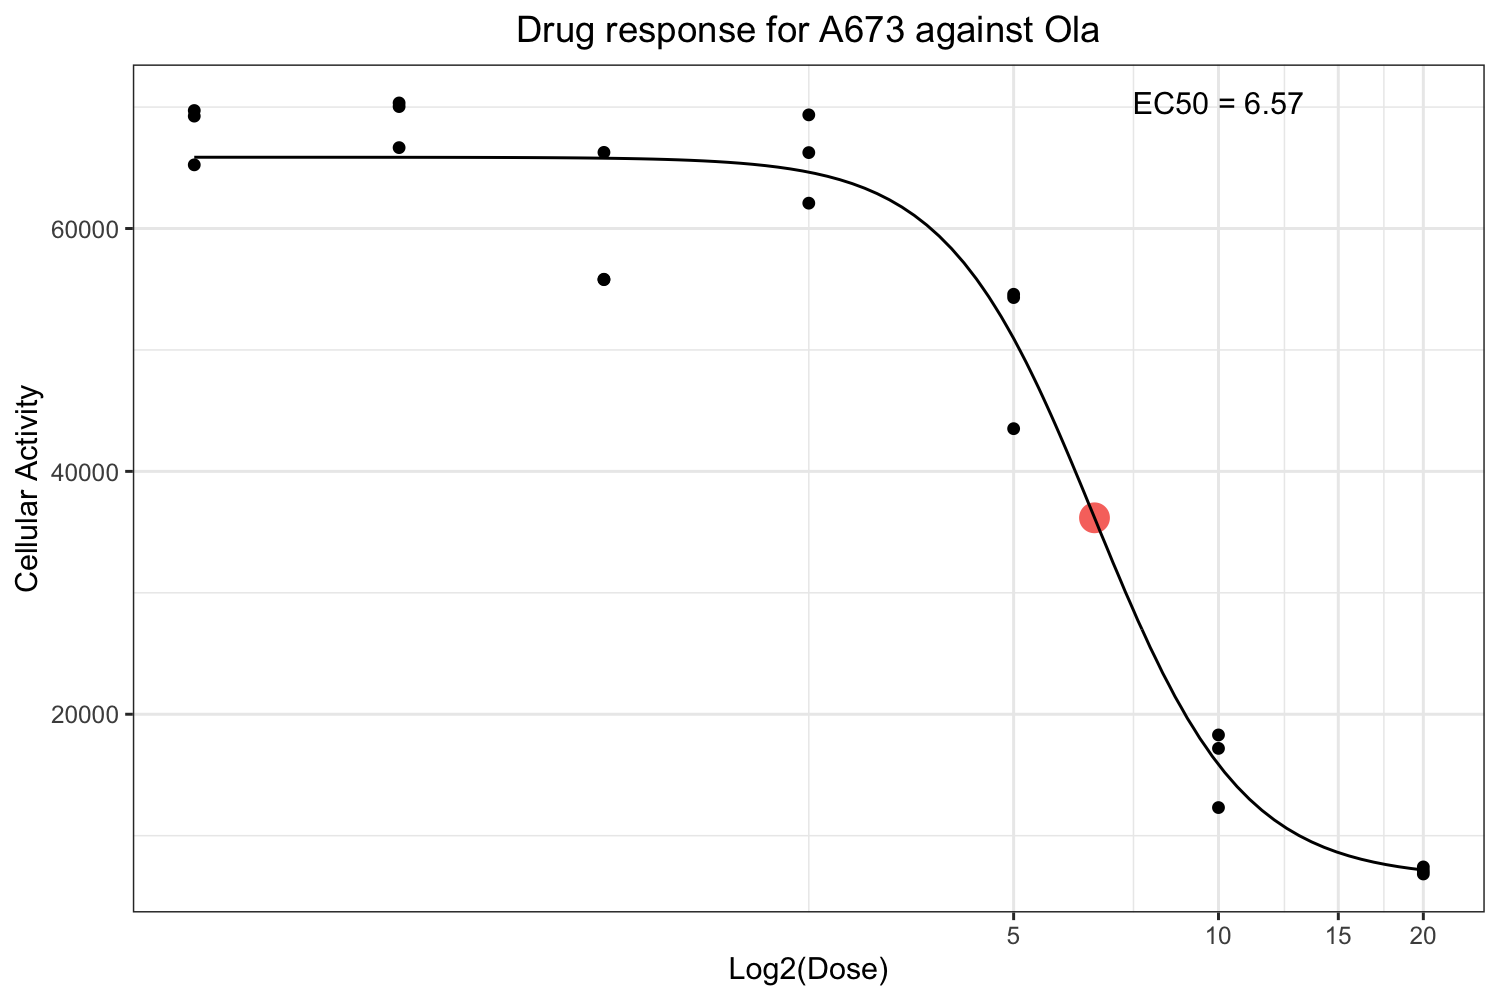 Drug response for A673 against Ola
EC50 = 6.57
Cellular Activity
60000
40000
20000
5 10 15 20
Log2(Dose)